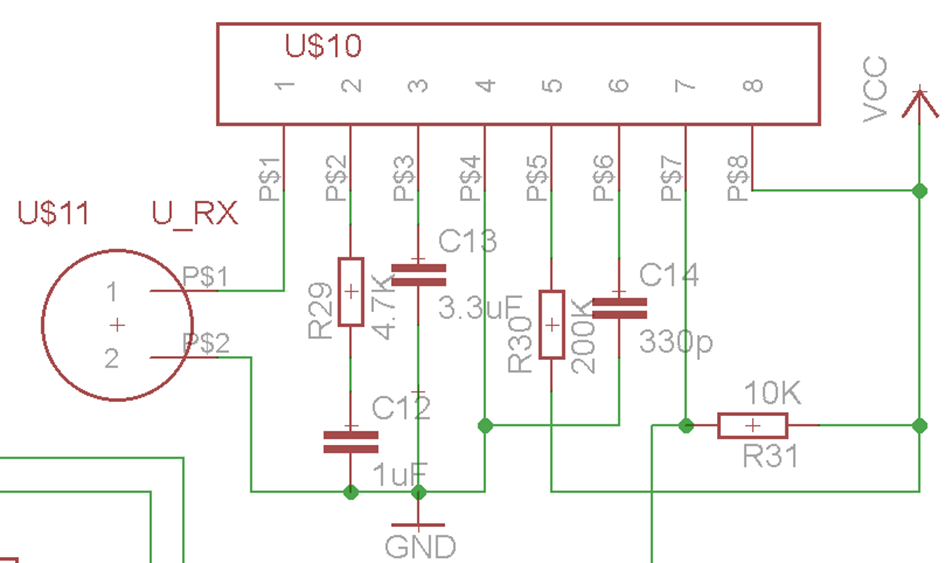 U$10
1 2 3 4 5 6 7 8
VCC
P$1 P$2 P$3 P$4 P$5 P$6 P$7 P$8
U$11 U_RX
C13
P$1
1
C14
R29
4.7K
3.3uF
R30
200K
330p
P$2
2
10K
C12
R31
1uF
GND